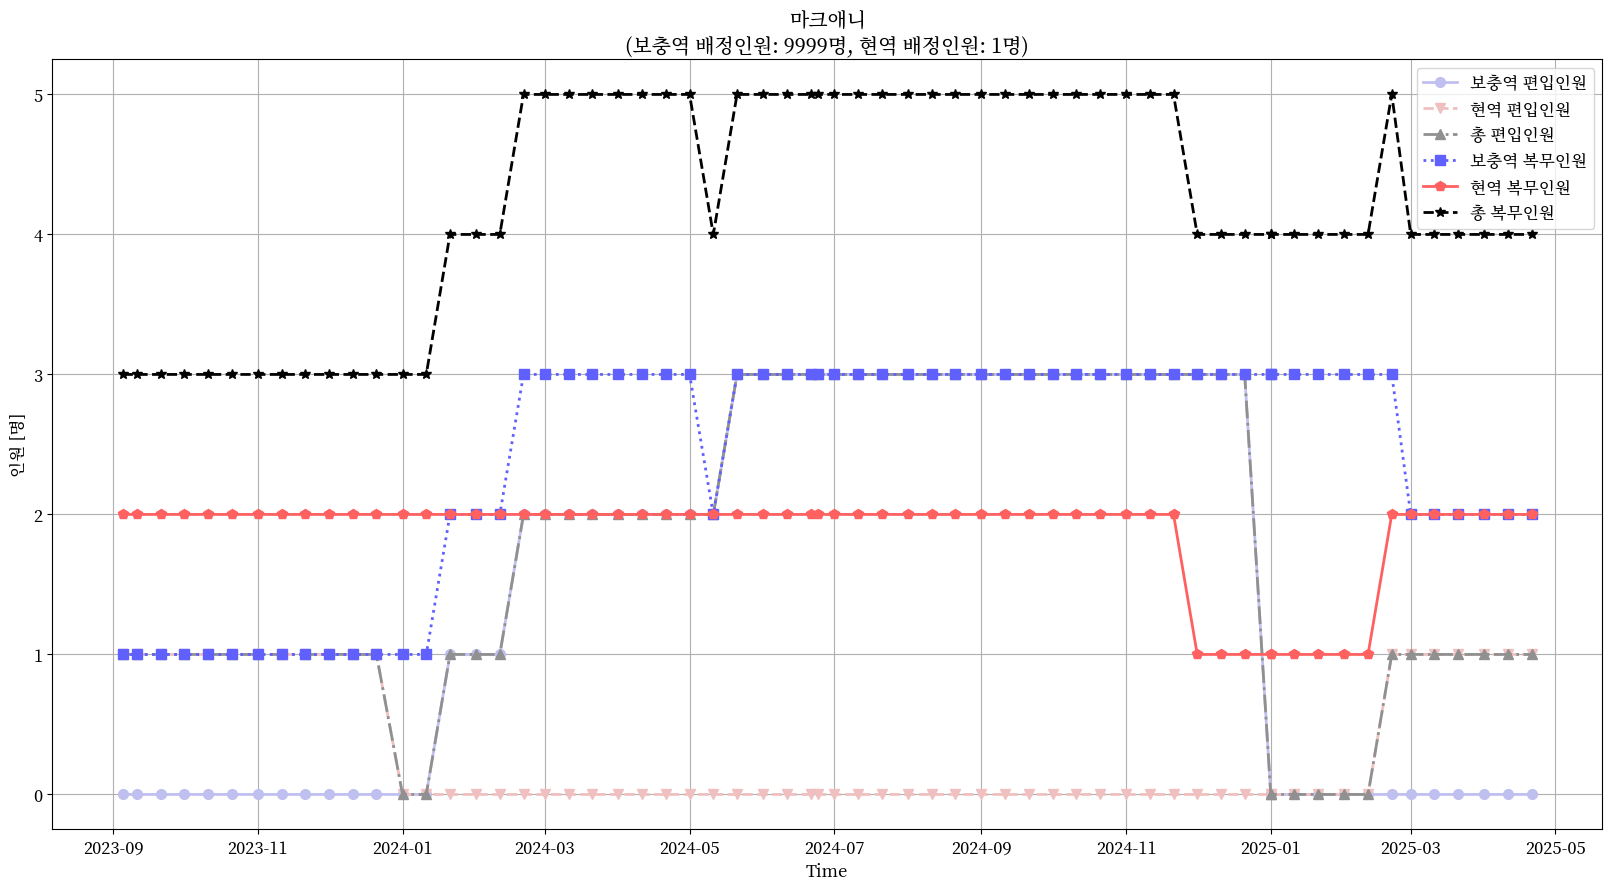 마크애니
(보충역 배정인원: 9999명, 현역 배정인원: 1명)
보충역 편입인원
현역 편입인원
총 편입인원
보충역 복무인원
현역 복무인원
총 복무인원
인원 [명]
5
4
3
2
1
0
2023-09
2023-11
2024-01
2024-03
2024-05
2024-07
2024-09
2024-11
2025-01
2025-03
2025-05
Time